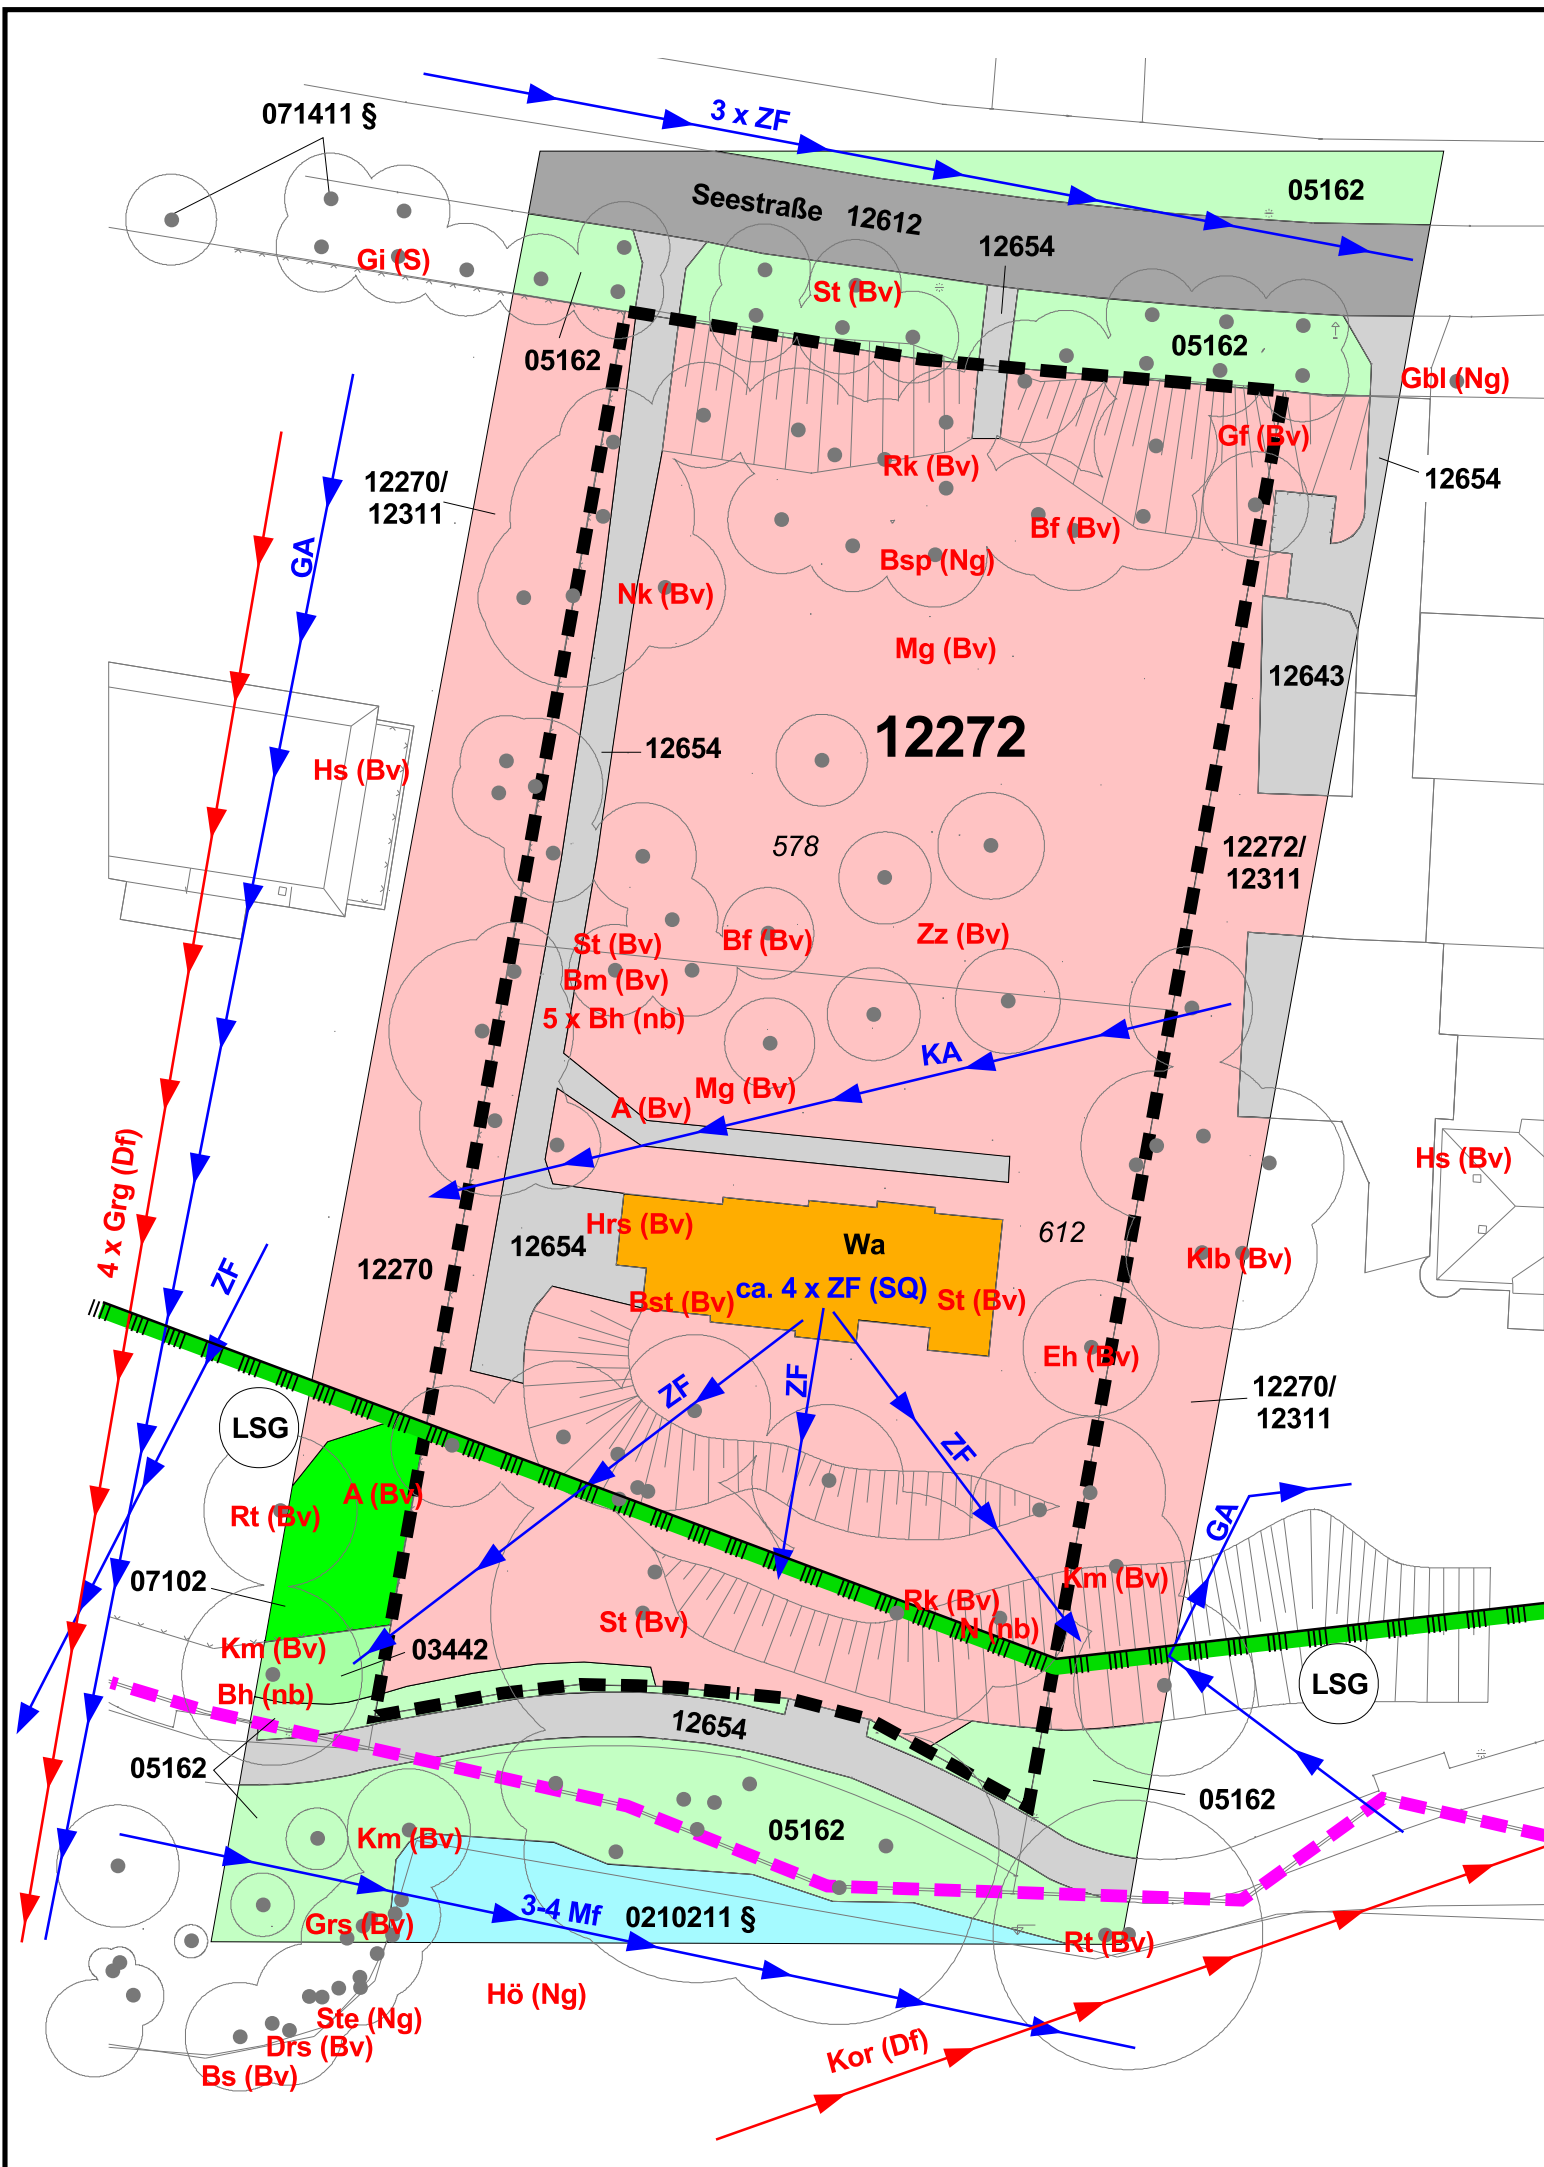 3 x ZF
071411 §
05162
Seestraße 12612
12654
Gi (S)
St (Bv)
05162
05162
Gbl (Ng)
Gf (Bv)
Rk (Bv)
12654
12270/
12311
Bf (Bv)
Bsp (Ng)
GA
Nk (Bv)
Mg (Bv)
12643
12272
12654
Hs (Bv)
578
12272/
12311
St (Bv)
Bf (Bv)
Zz (Bv)
Bm (Bv)
5 x Bh (nb)
KA
Mg (Bv)
A (Bv)
Hs (Bv)
4 x Grg (Df)
Hrs (Bv)
612
12654
Wa
Klb (Bv)
12270
ZF
ca. 4 x ZF (SQ)
Bst (Bv)
St (Bv)
Eh (Bv)
ZF
ZF
12270/
12311
LSG
ZF
A (Bv)
Rt (Bv)
GA
07102
Km (Bv)
Rk (Bv)
St (Bv)
N (nb)
Km (Bv)
03442
LSG
Bh (nb)
12654
05162
05162
05162
Km (Bv)
3-4 Mf
0210211 §
Grs (Bv)
Rt (Bv)
Hö (Ng)
Ste (Ng)
Drs (Bv)
Kor (Df)
Bs (Bv)